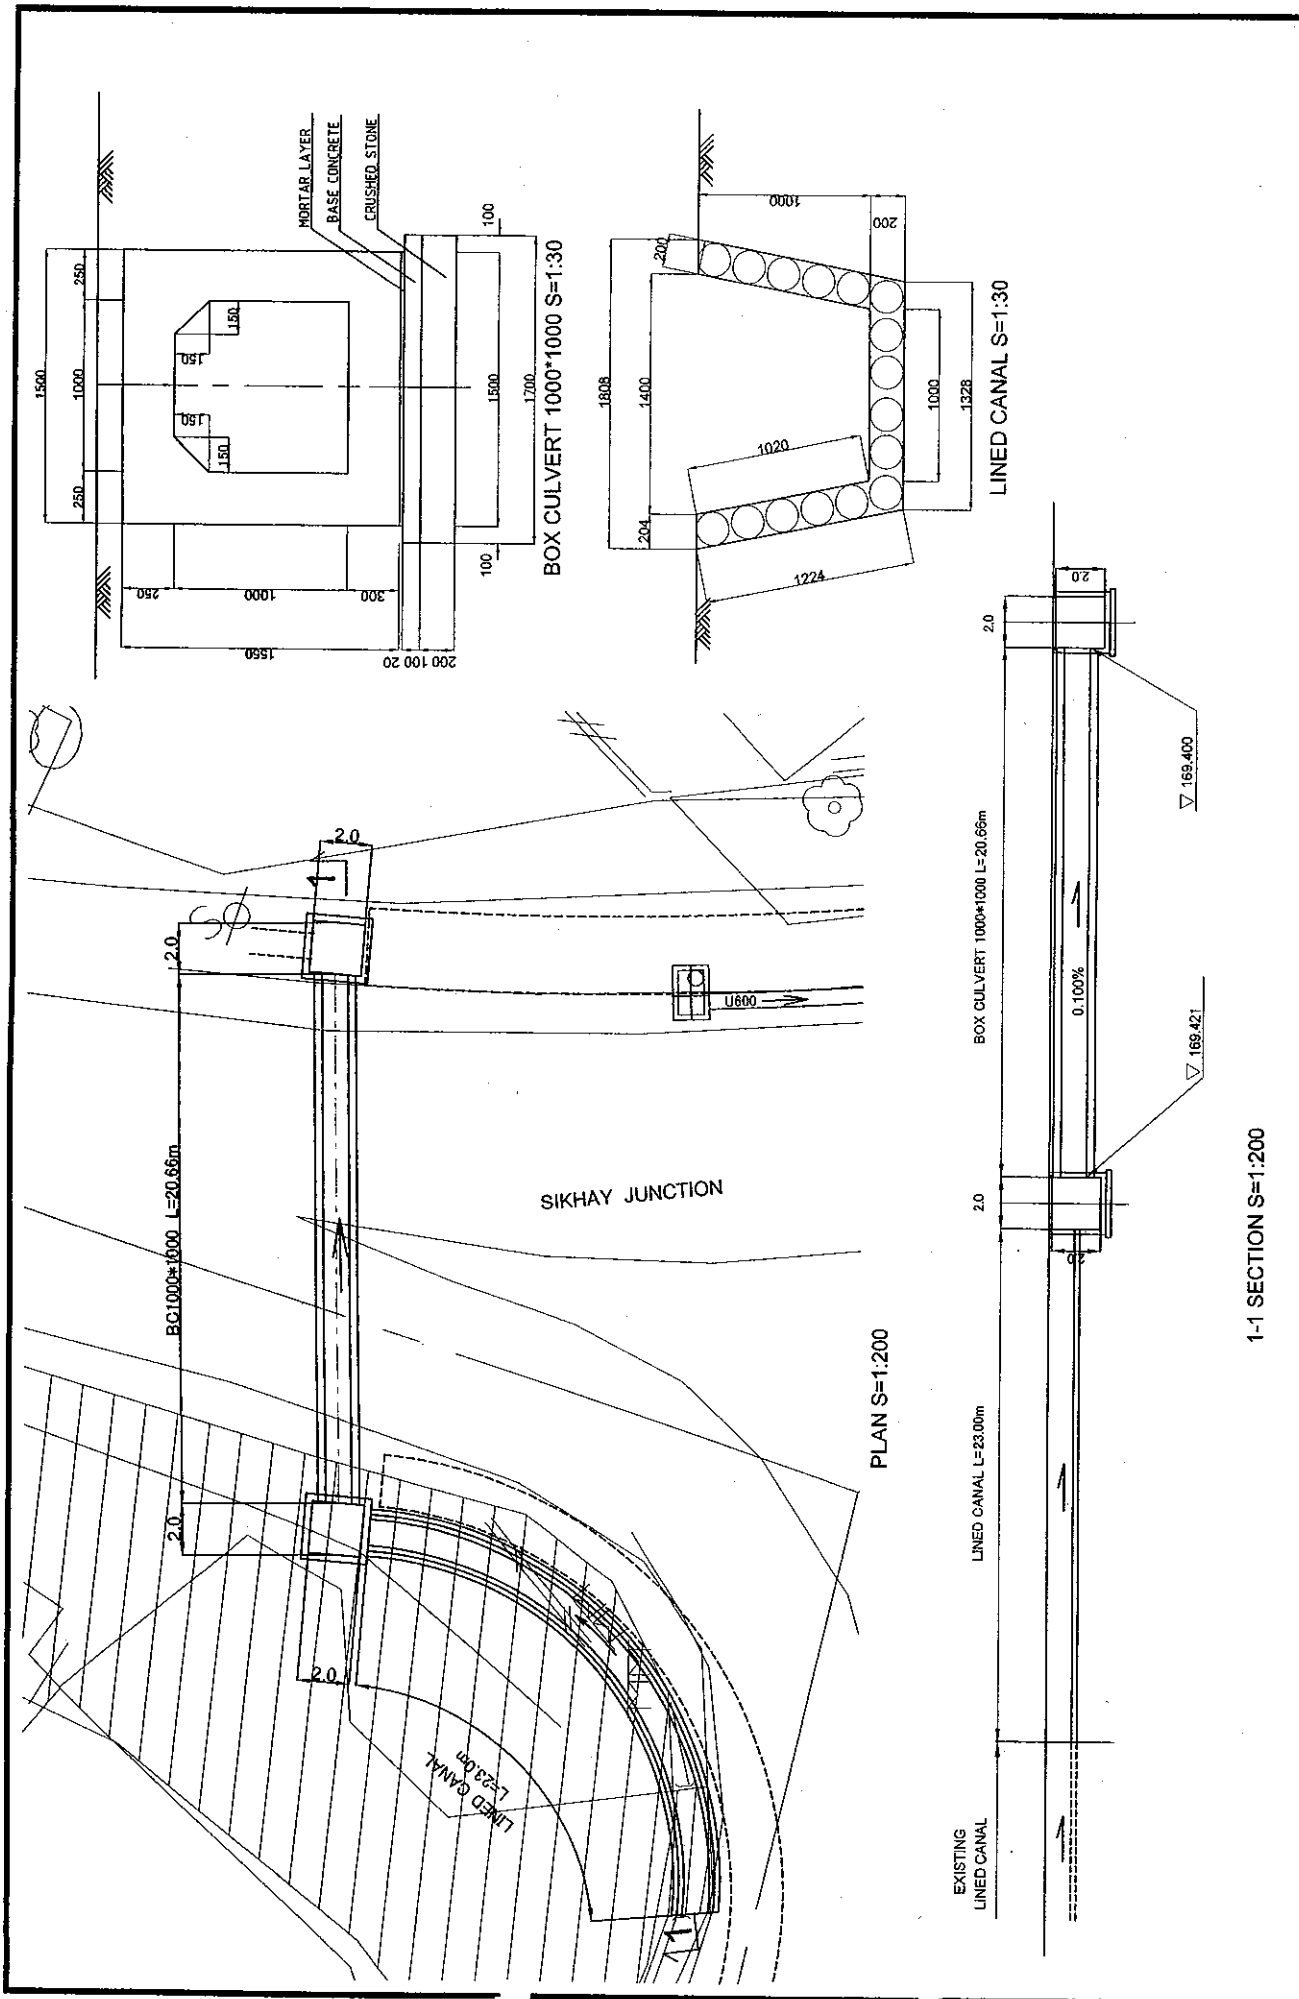 1500
250
1000
250
150
150
150
150
MORTAR LAYER
BASE CONCRETE
CRUSHED STONE
250
1000
300
1550
20
100
200
100
1500
100
1700
BOX CULVERT 1000*1000 S=1:30
1808
1400
204
200
1020
1224
1000
200
1000
1328
LINED CANAL S=1:30
2.0
BC1000*1000 L=20.66m
2.0
2.0
1
2.0
U600
SIKHAY JUNCTION
LINED CANAL
L=23.0m
1
PLAN S=1:200
EXISTING
LINED CANAL
LINED CANAL L=23.00m
2.0
BOX CULVERT 1000*1000 L=20.66m
2.0
2.0
0.100%
2.0
▽ 169.421
▽ 169.400
1-1 SECTION S=1:200